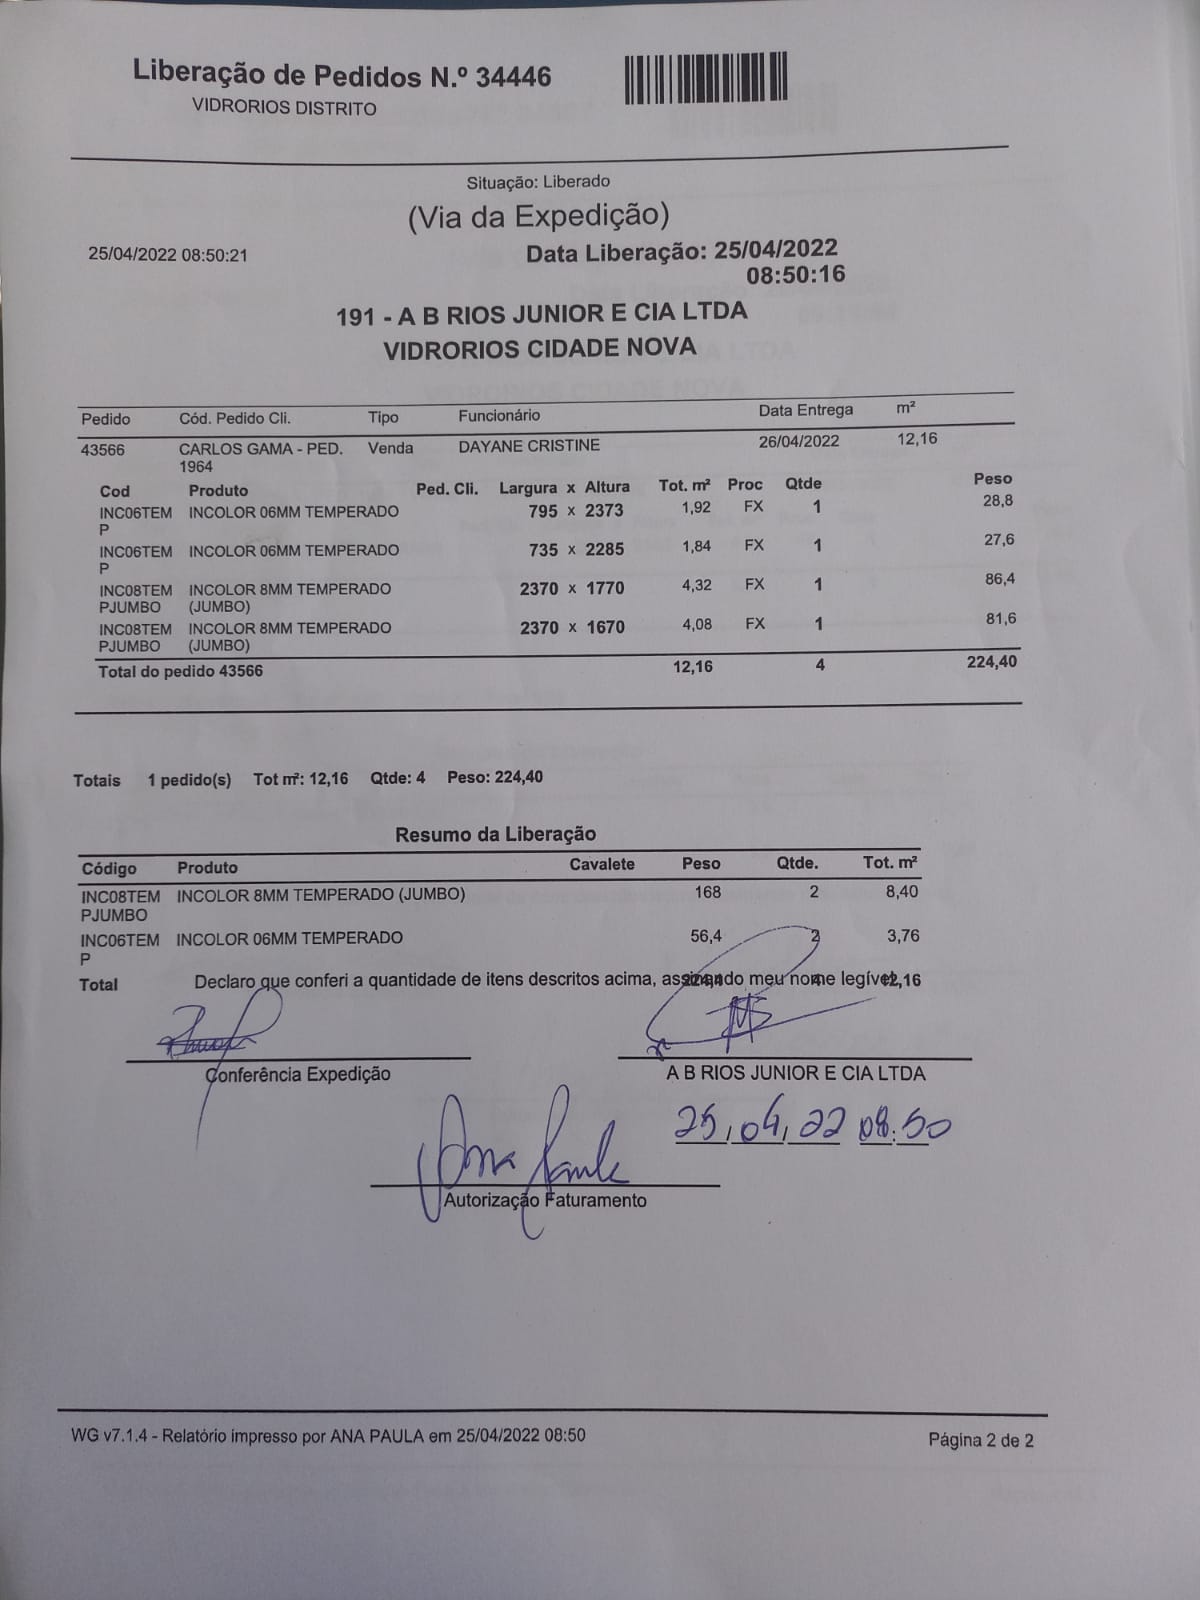 Liberação de Pedidos N.º 34446
VIDRORIOS DISTRITO
Situação: Liberado
(Via da Expedição)
25/04/2022 08:50:21
Data Liberação: 25/04/2022
08:50:16
191 - A B RIOS JUNIOR E CIA LTDA
VIDRORIOS CIDADE NOVA
Pedido Cód. Pedido Cli. Tipo Funcionário Data Entrega m²
43566 CARLOS GAMA - PED. Venda DAYANE CRISTINE 26/04/2022 12,16
1964
Cod Produto Ped. Cli. Largura x Altura Tot. m² Proc Qtde Peso
INC06TEM INCOLOR 06MM TEMPERADO 795 x 2373 1,92 FX 1 28,8
P
INC06TEM INCOLOR 06MM TEMPERADO 735 x 2285 1,84 FX 1 27,6
P
INC08TEM INCOLOR 8MM TEMPERADO 2370 x 1770 4,32 FX 1 86,4
PJUMBO (JUMBO)
INC08TEM INCOLOR 8MM TEMPERADO 2370 x 1670 4,08 FX 1 81,6
PJUMBO (JUMBO)
Total do pedido 43566 12,16 4 224,40
Totais 1 pedido(s) Tot m²: 12,16 Qtde: 4 Peso: 224,40
Resumo da Liberação
Código Produto Cavalete Peso Qtde. Tot. m²
INC08TEM INCOLOR 8MM TEMPERADO (JUMBO) 168 2 8,40
PJUMBO
INC06TEM INCOLOR 06MM TEMPERADO 56,4 2 3,76
P
Total 224,4 4 12,16
Declaro que conferi a quantidade de itens descritos acima, assinando meu nome legível.
Conferência Expedição
A B RIOS JUNIOR E CIA LTDA
25,04,22 08:50
Ana Paula
Autorização Faturamento
WG v7.1.4 - Relatório impresso por ANA PAULA em 25/04/2022 08:50
Página 2 de 2